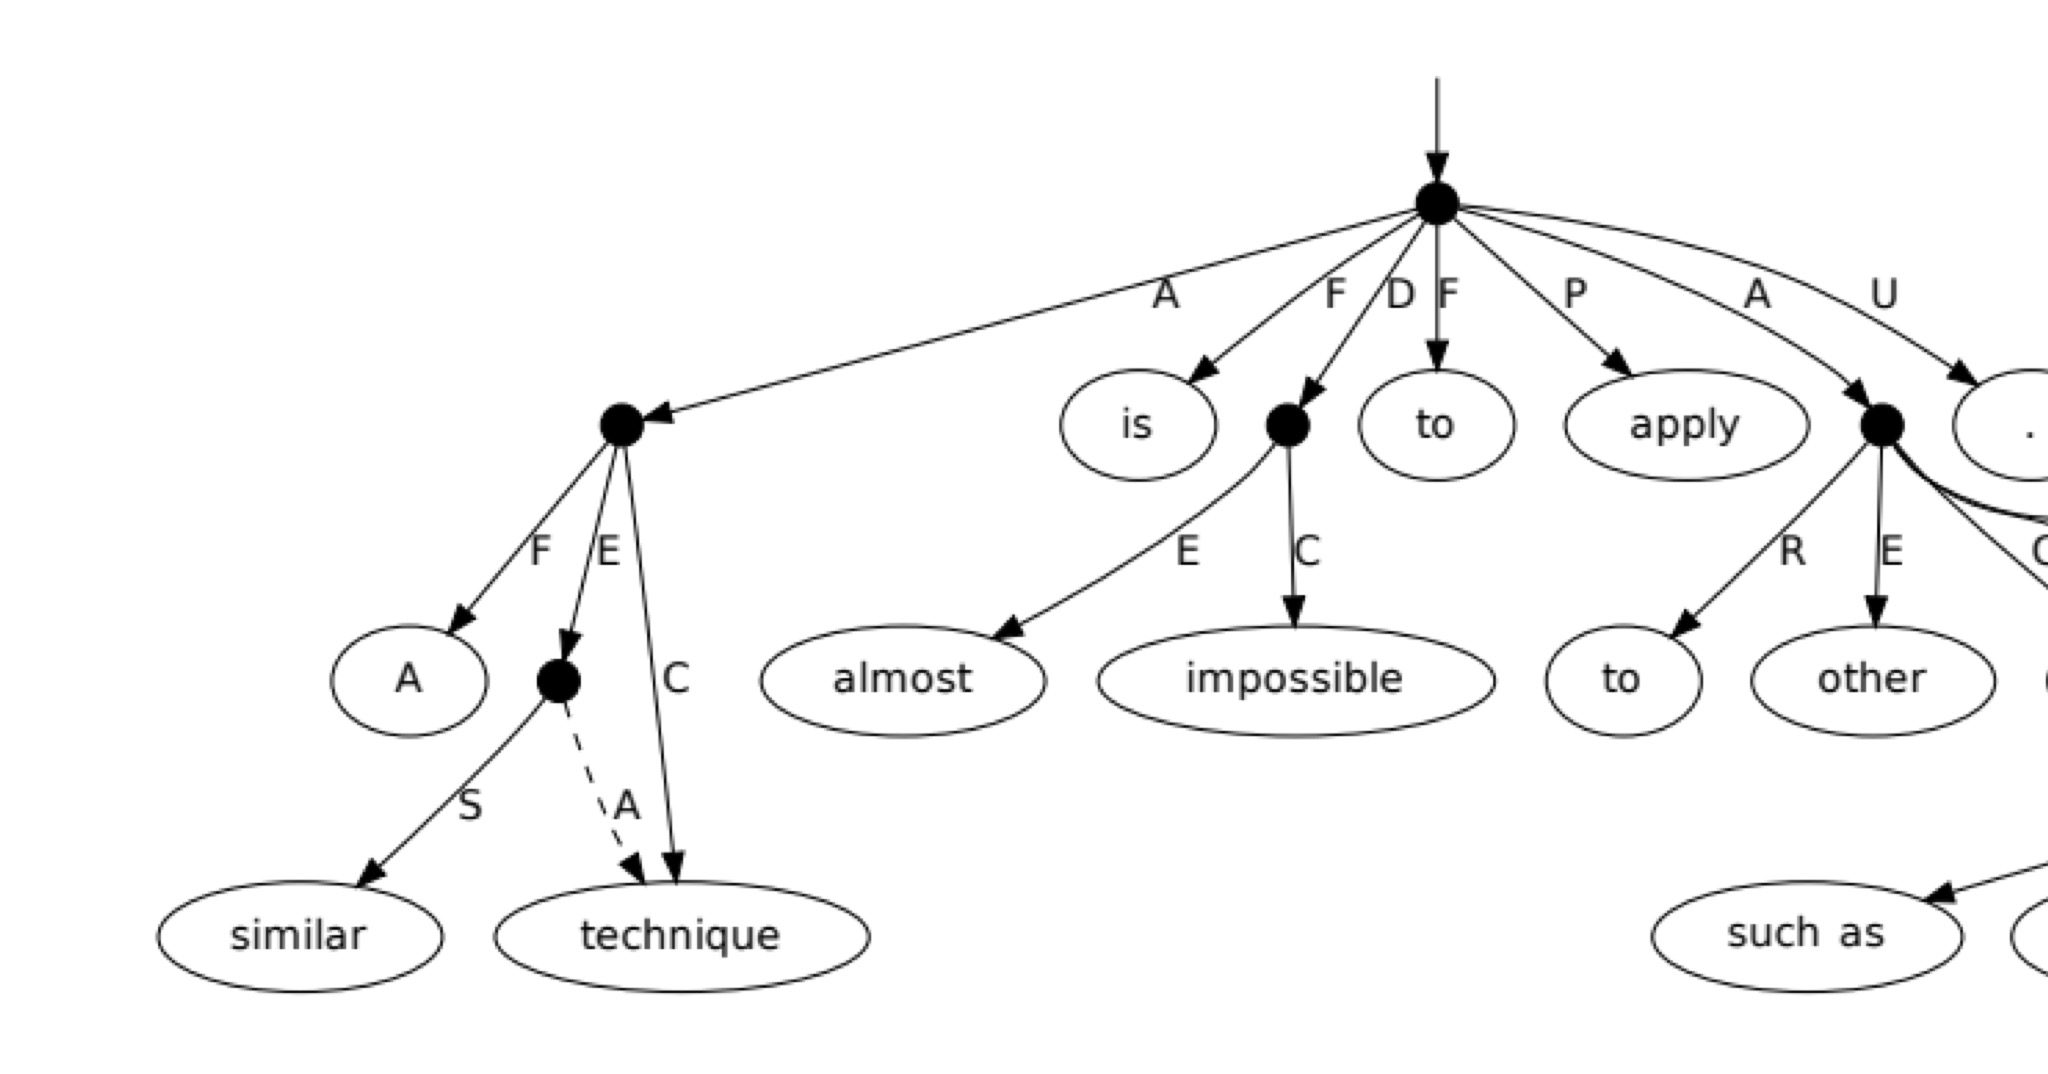 A F D F P A U
is to apply .
F E E C R E
C
A almost impossible to other
S A
similar technique such as